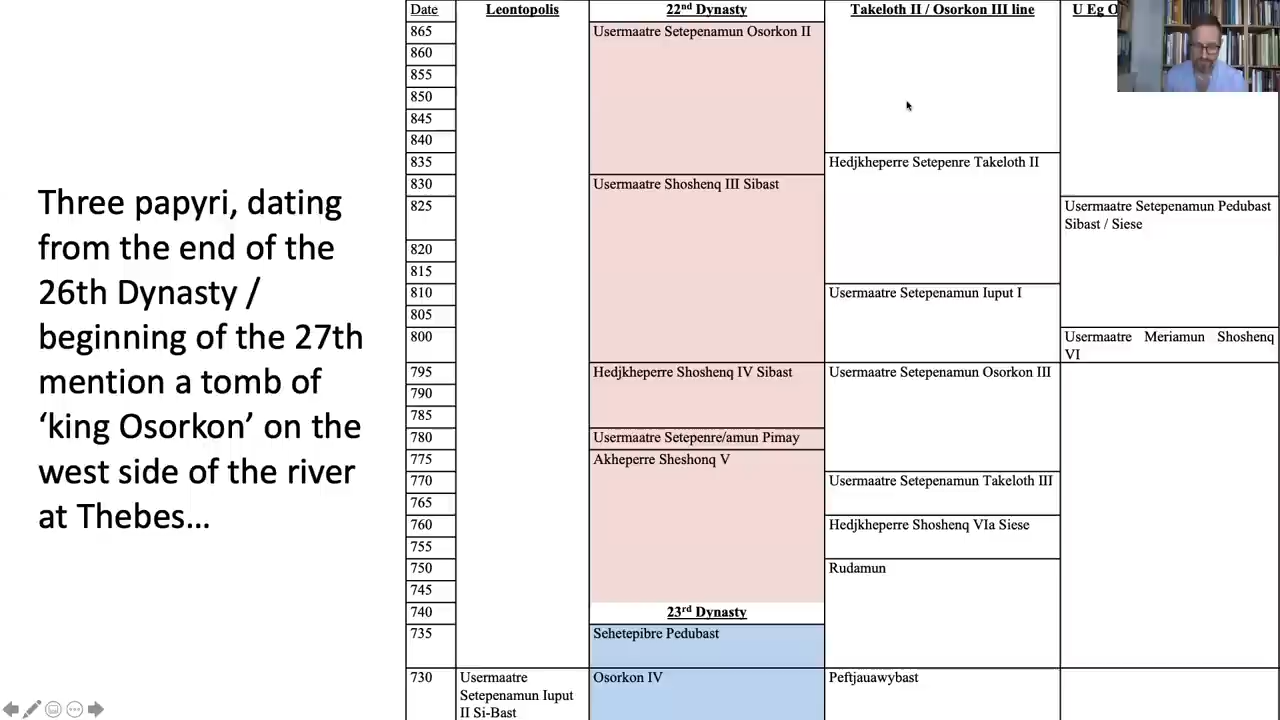 Three papyri, dating
from the end of the
26th Dynasty /
beginning of the 27th
mention a tomb of
‘king Osorkon’ on the
west side of the river
at Thebes...
Date Leontopolis 22nd Dynasty Takeloth II / Osorkon III line U Eg O
865 Usermaatre Setepenamun Osorkon II
860
855
850
845
840
835 Hedjkheperre Setepenre Takeloth II
830 Usermaatre Shoshenq III Sibast
825 Usermaatre Setepenamun Pedubast
Sibast / Siese
820
815
810 Usermaatre Setepenamun Iuput I
805
800 Usermaatre Meriamun Shoshenq
VI
795 Hedjkheperre Shoshenq IV Sibast Usermaatre Setepenamun Osorkon III
790
785
780 Usermaatre Setepenre/amun Pimay
775 Akheperre Sheshonq V
770 Usermaatre Setepenamun Takeloth III
765
760 Hedjkheperre Shoshenq VIa Siese
755
750 Rudamun
745
740 23rd Dynasty
735 Sehetepibre Pedubast
730 Usermaatre Osorkon IV Peftjauawybast
Setepenamun Iuput
II Si-Bast